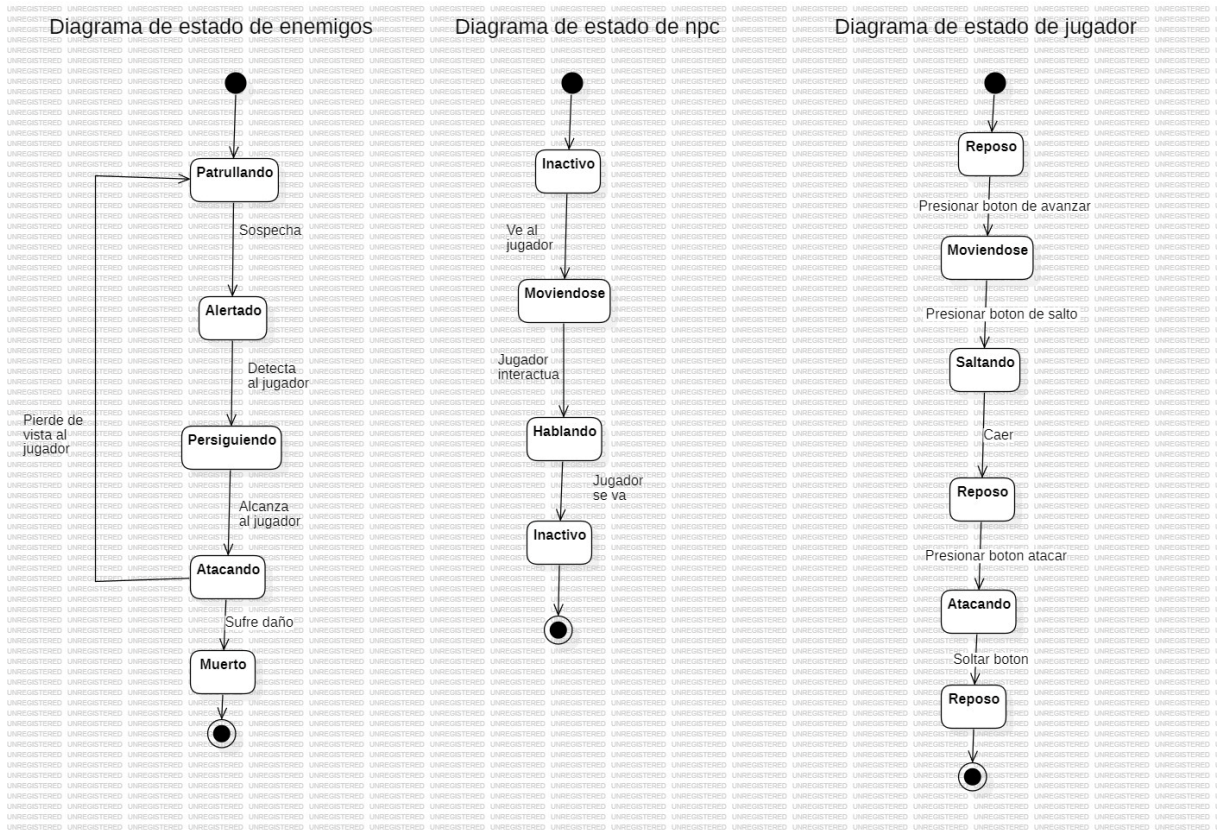 Diagrama de estado de enemigos
Patrullando
Sospecha
Alertado
Detecta
al jugador
Persiguiendo
Pierde de
vista al
jugador
Alcanza
al jugador
Atacando
Sufre daño
Muerto
Diagrama de estado de npc
Inactivo
Ve al
jugador
Moviendose
Jugador
interactua
Hablando
Jugador
se va
Inactivo
Diagrama de estado de jugador
Reposo
Presionar boton de avanzar
Moviendose
Presionar boton de salto
Saltando
Caer
Reposo
Presionar boton atacar
Atacando
Soltar boton
Reposo
UNREGISTERED